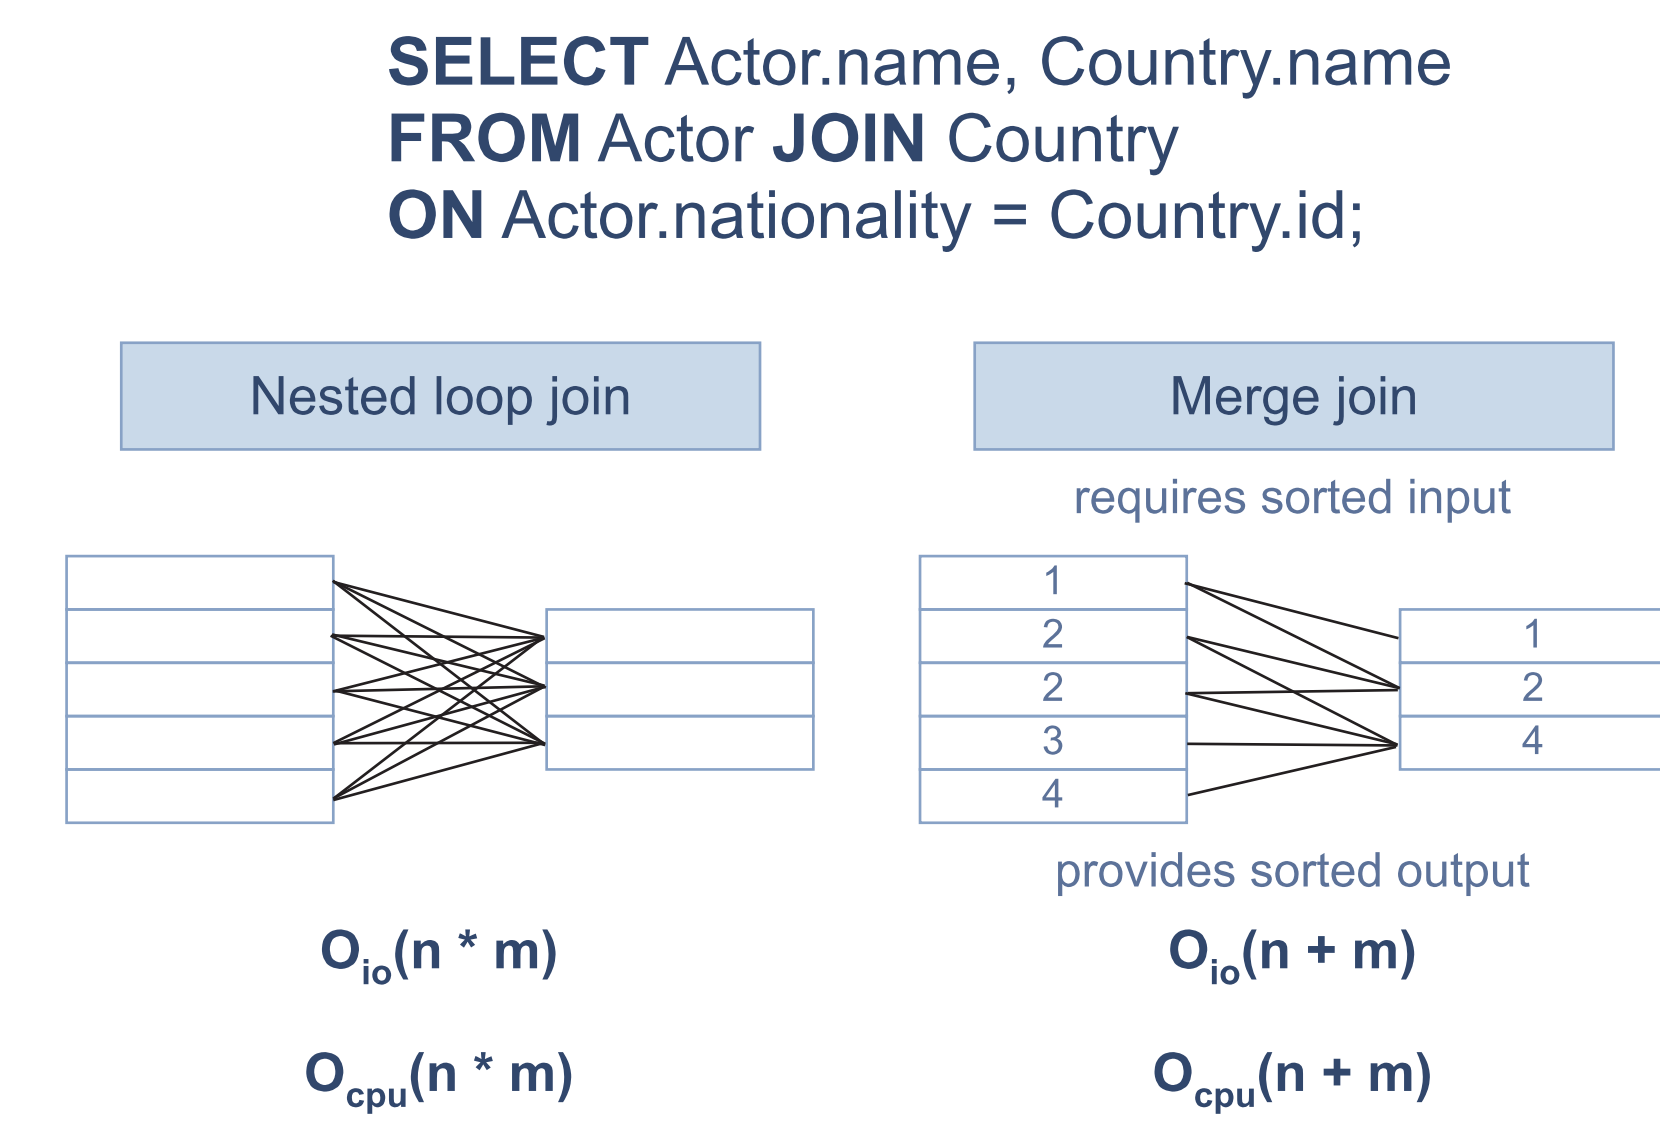 SELECT Actor.name, Country.name
FROM Actor JOIN Country
ON Actor.nationality = Country.id;
Nested loop join
Merge join
requires sorted input
1
2
2
3
4
1
2
4
provides sorted output
Oio(n * m)
Oio(n + m)
Ocpu(n * m)
Ocpu(n + m)